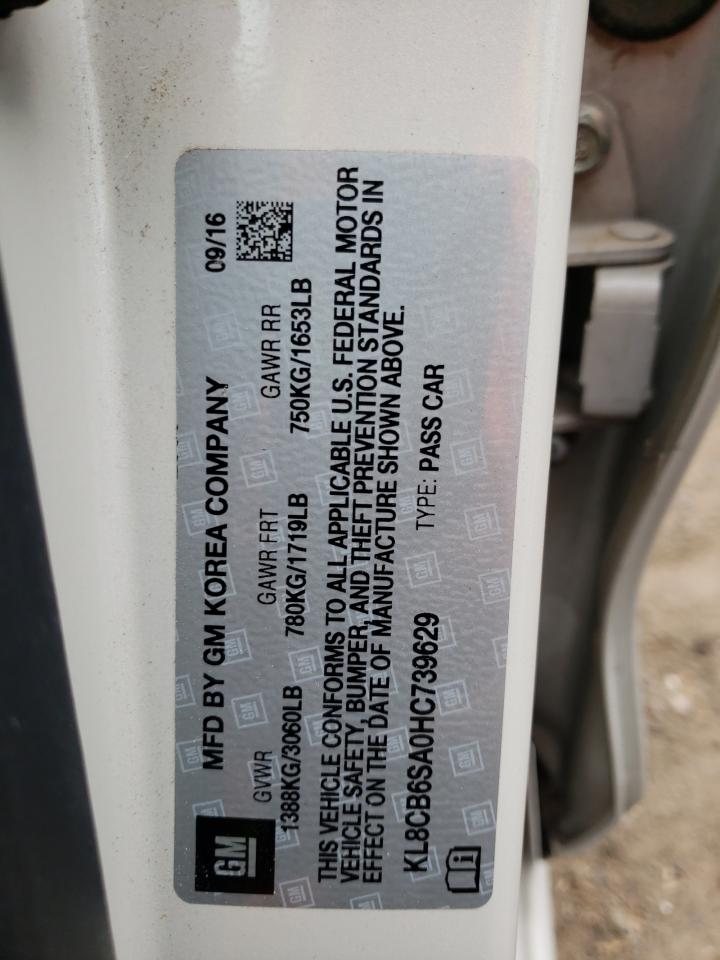 MFD BY GM KOREA COMPANY 09/16
GM
GVWR GAWR FRT GAWR RR
1388KG/3060LB 780KG/1719LB 750KG/1653LB
THIS VEHICLE CONFORMS TO ALL APPLICABLE U.S. FEDERAL MOTOR
VEHICLE SAFETY, BUMPER, AND THEFT PREVENTION STANDARDS IN
EFFECT ON THE DATE OF MANUFACTURE SHOWN ABOVE.
KL8CB6SA0HC739629 TYPE: PASS CAR